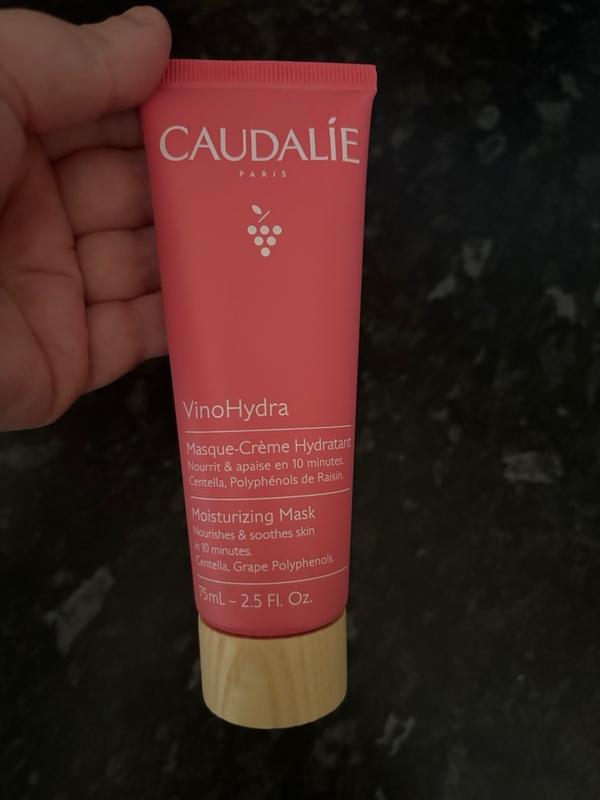 CAUDALÍE
PARIS
VinoHydra
Masque-Crème Hydratant
Nourrit & apaise en 10 minutes.
Centella, Polyphénols de Raisin.
Moisturizing Mask
Nourishes & soothes skin
in 10 minutes.
Centella, Grape Polyphenols.
75mL – 2.5 Fl. Oz.